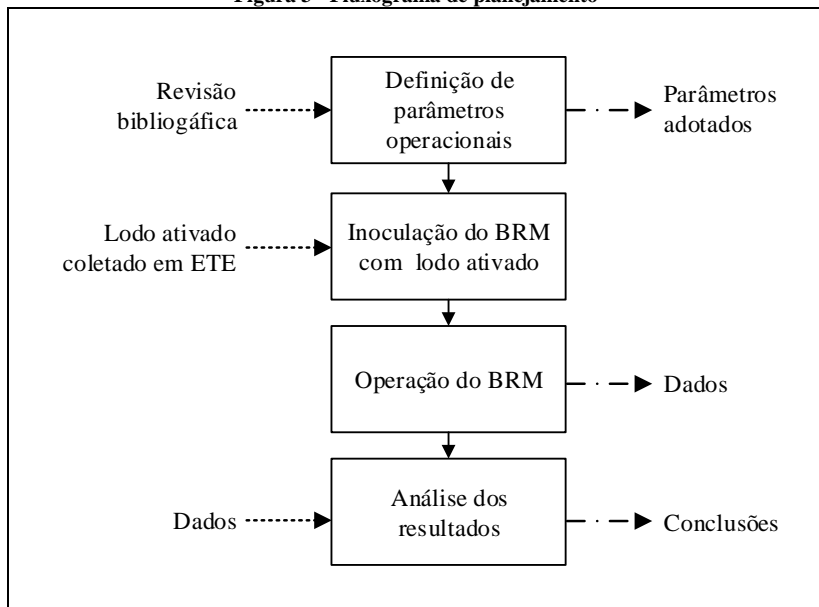 Figura 3 - Fluxograma de planejamento
Revisão
bibliogáfica
Definição de
parâmetros
operacionais
Parâmetros
adotados
Lodo ativado
coletado em ETE
Inoculação do BRM
com lodo ativado
Operação do BRM
Dados
Dados
Análise dos
resultados
Conclusões